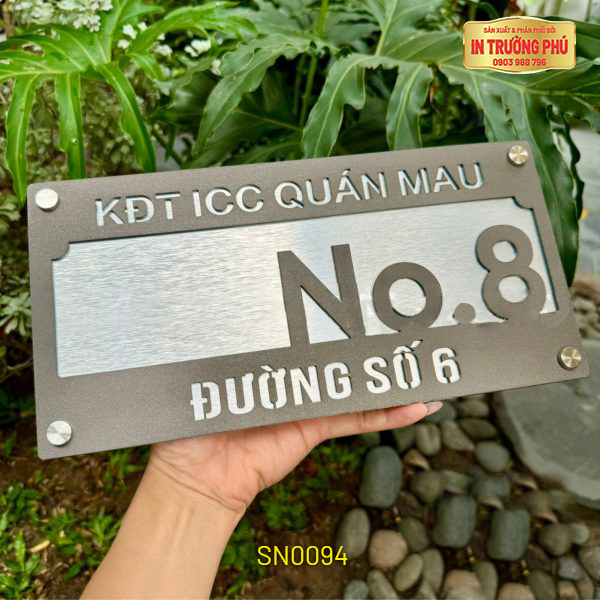 SẢN XUẤT & PHÂN PHỐI BỞI
IN TRƯỜNG PHÚ
0903 988 796
KĐT ICC QUÁN MAU
No.8
ĐƯỜNG SỐ 6
SN0094